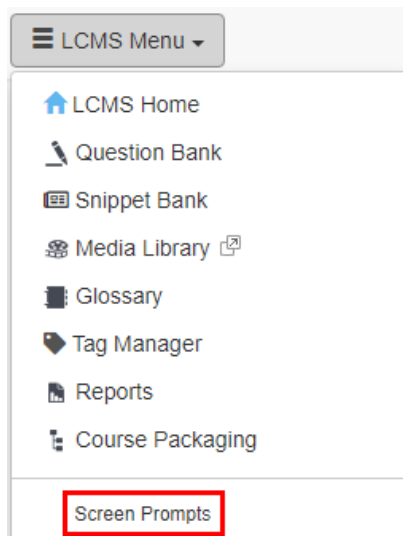 LCMS Menu
LCMS Home
Question Bank
Snippet Bank
Media Library
Glossary
Tag Manager
Reports
Course Packaging
Screen Prompts